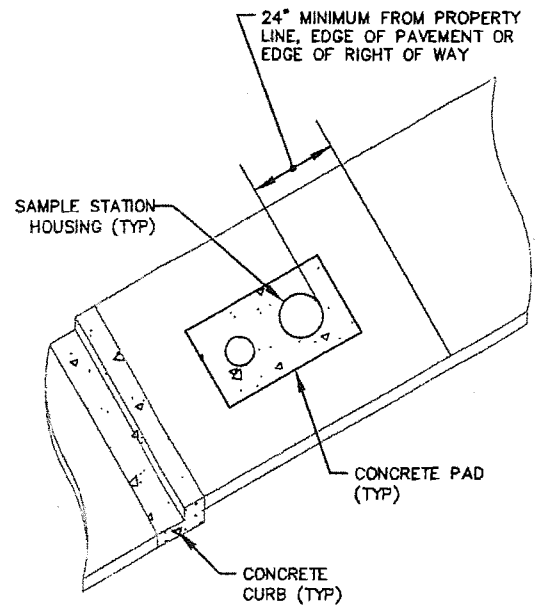 24" MINIMUM FROM PROPERTY
LINE, EDGE OF PAVEMENT OR
EDGE OF RIGHT OF WAY
SAMPLE STATION
HOUSING (TYP)
CONCRETE PAD
(TYP)
CONCRETE
CURB (TYP)